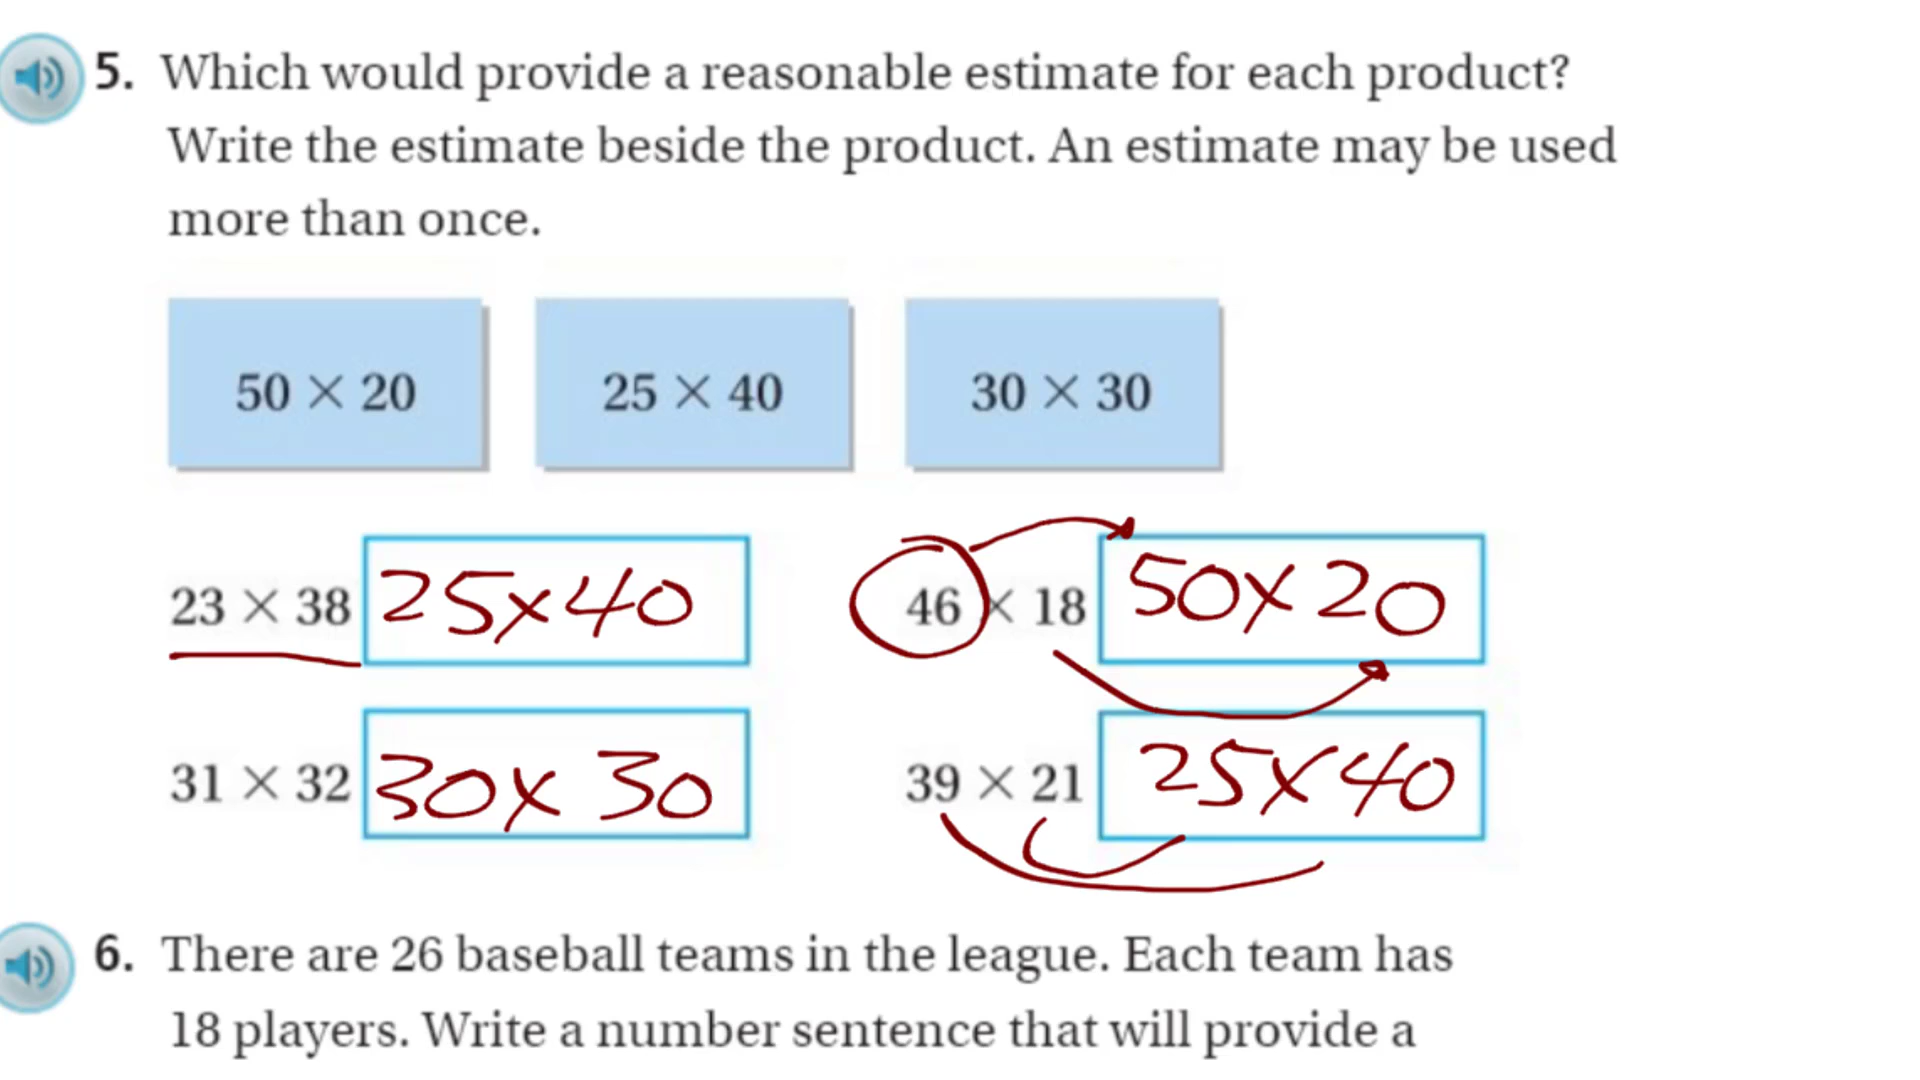 5. Which would provide a reasonable estimate for each product?
Write the estimate beside the product. An estimate may be used
more than once.
50 × 20 25 × 40 30 × 30
23 × 38 25x40 46 × 18 50x20
31 × 32 30x30 39 × 21 25x40
6. There are 26 baseball teams in the league. Each team has
18 players. Write a number sentence that will provide a